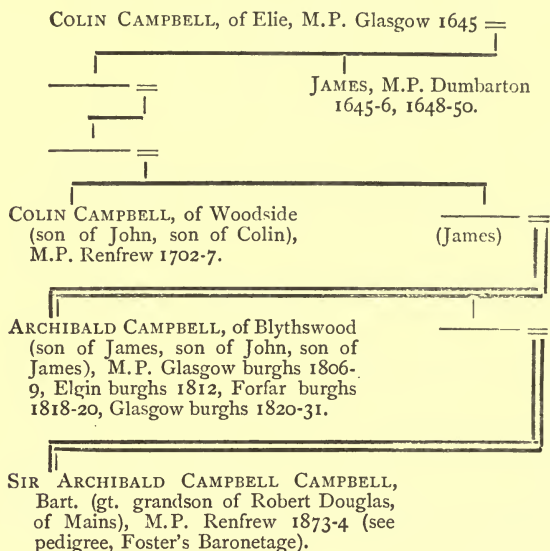 COLIN CAMPBELL, of Elie, M.P. Glasgow 1645
JAMES, M.P. Dumbarton
1645-6, 1648-50.
COLIN CAMPBELL, of Woodside
(son of John, son of Colin),
M.P. Renfrew 1702-7.
(James)
ARCHIBALD CAMPBELL, of Blythswood
(son of James, son of John, son of
James), M.P. Glasgow burghs 1806-
9, Elgin burghs 1812, Forfar burghs
1818-20, Glasgow burghs 1820-31.
SIR ARCHIBALD CAMPBELL CAMPBELL,
Bart. (gt. grandson of Robert Douglas,
of Mains), M.P. Renfrew 1873-4 (see
pedigree, Foster's Baronetage).